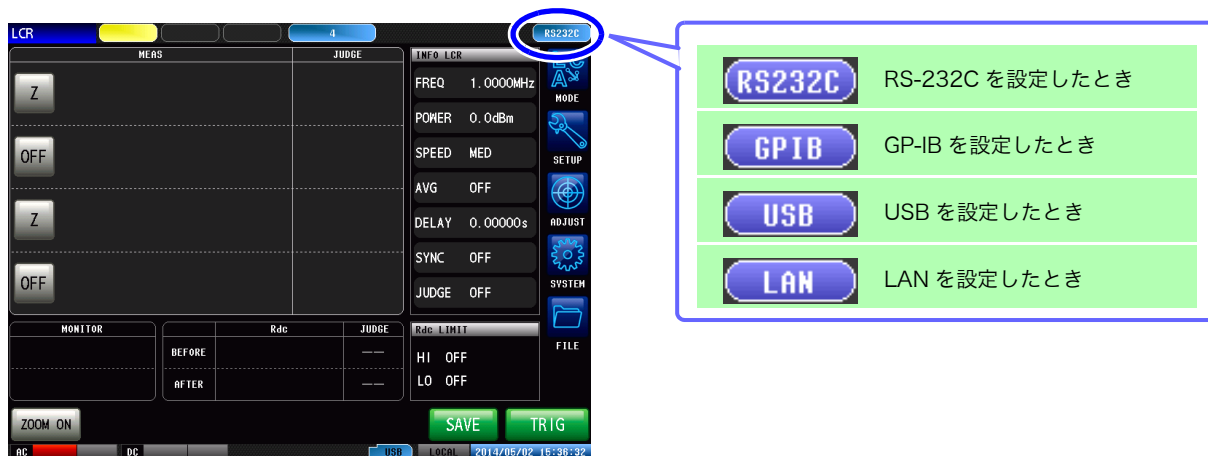 LCR
4
RS232C
MEAS
JUDGE
Z
OFF
Z
OFF
INFO LCR
FREQ 1.0000MHz
POWER 0.0dBm
SPEED MED
AVG OFF
DELAY 0.00000s
SYNC OFF
JUDGE OFF
MODE
SETUP
ADJUST
SYSTEM
FILE
MONITOR
Rdc
JUDGE
BEFORE ――
AFTER ――
Rdc LIMIT
HI OFF
LO OFF
ZOOM ON
SAVE
TRIG
AC
DC
USB
LOCAL
2014/05/02 15:36:32
RS232C RS-232C を設定したとき
GPIB GP-IB を設定したとき
USB USB を設定したとき
LAN LAN を設定したとき